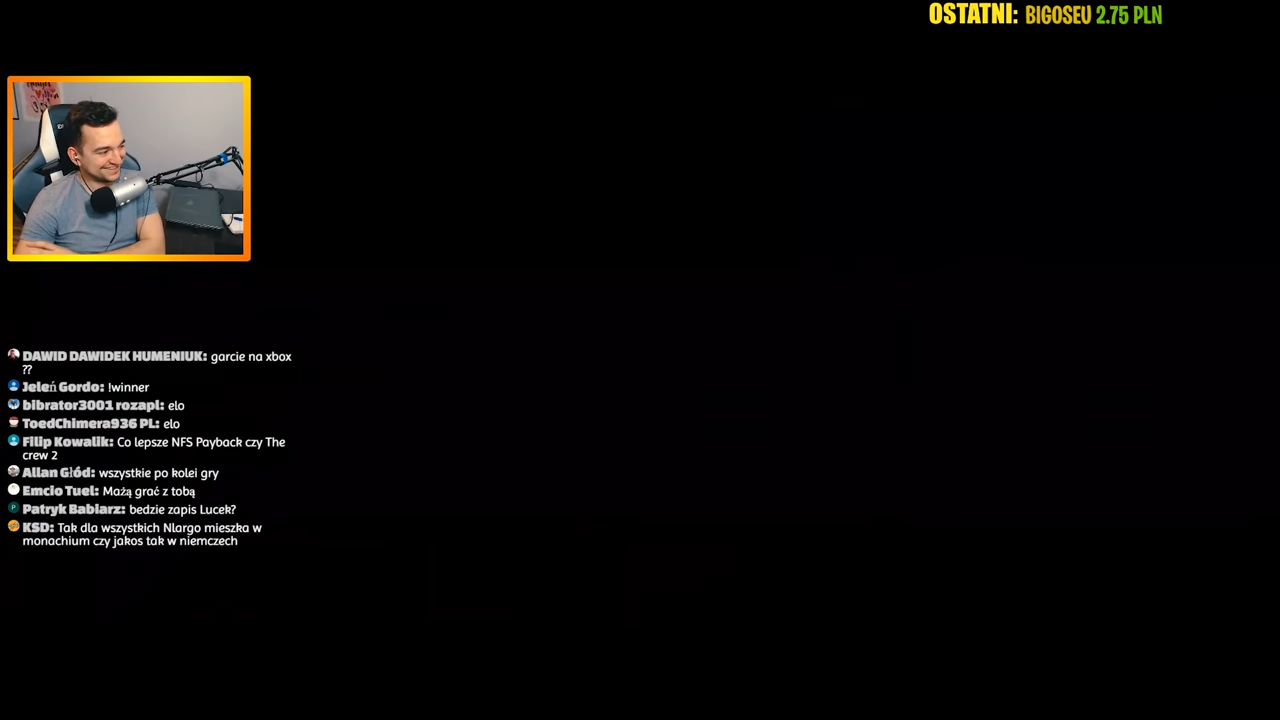 OSTATNI: BIGOSEU 2.75 PLN
DAWID DAWIDEK HUMENIUK: garcie na xbox
??
Jeleń Gordo: !winner
bibrator3001 rozapl: elo
ToedChimera936 PL: elo
Filip Kowalik: Co lepsze NFS Payback czy The
crew 2
Allan Głód: wszystkie po kolei gry
Emcio Tuel: Mażą grać z tobą
P Patryk Babiarz: bedzie zapis Lucek?
KSD: Tak dla wszystkich Nlargo mieszka w
monachium czy jakos tak w niemczech